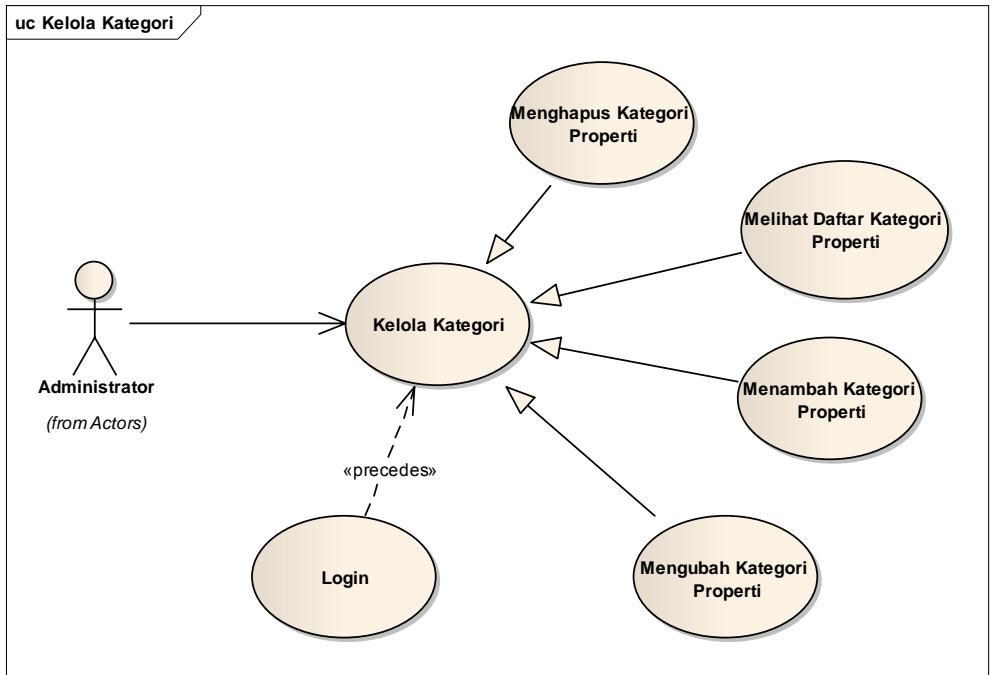 uc Kelola Kategori
Menghapus Kategori
Properti
Melihat Daftar Kategori
Properti
Kelola Kategori
Administrator
(from Actors)
Menambah Kategori
Properti
«precedes»
Login
Mengubah Kategori
Properti